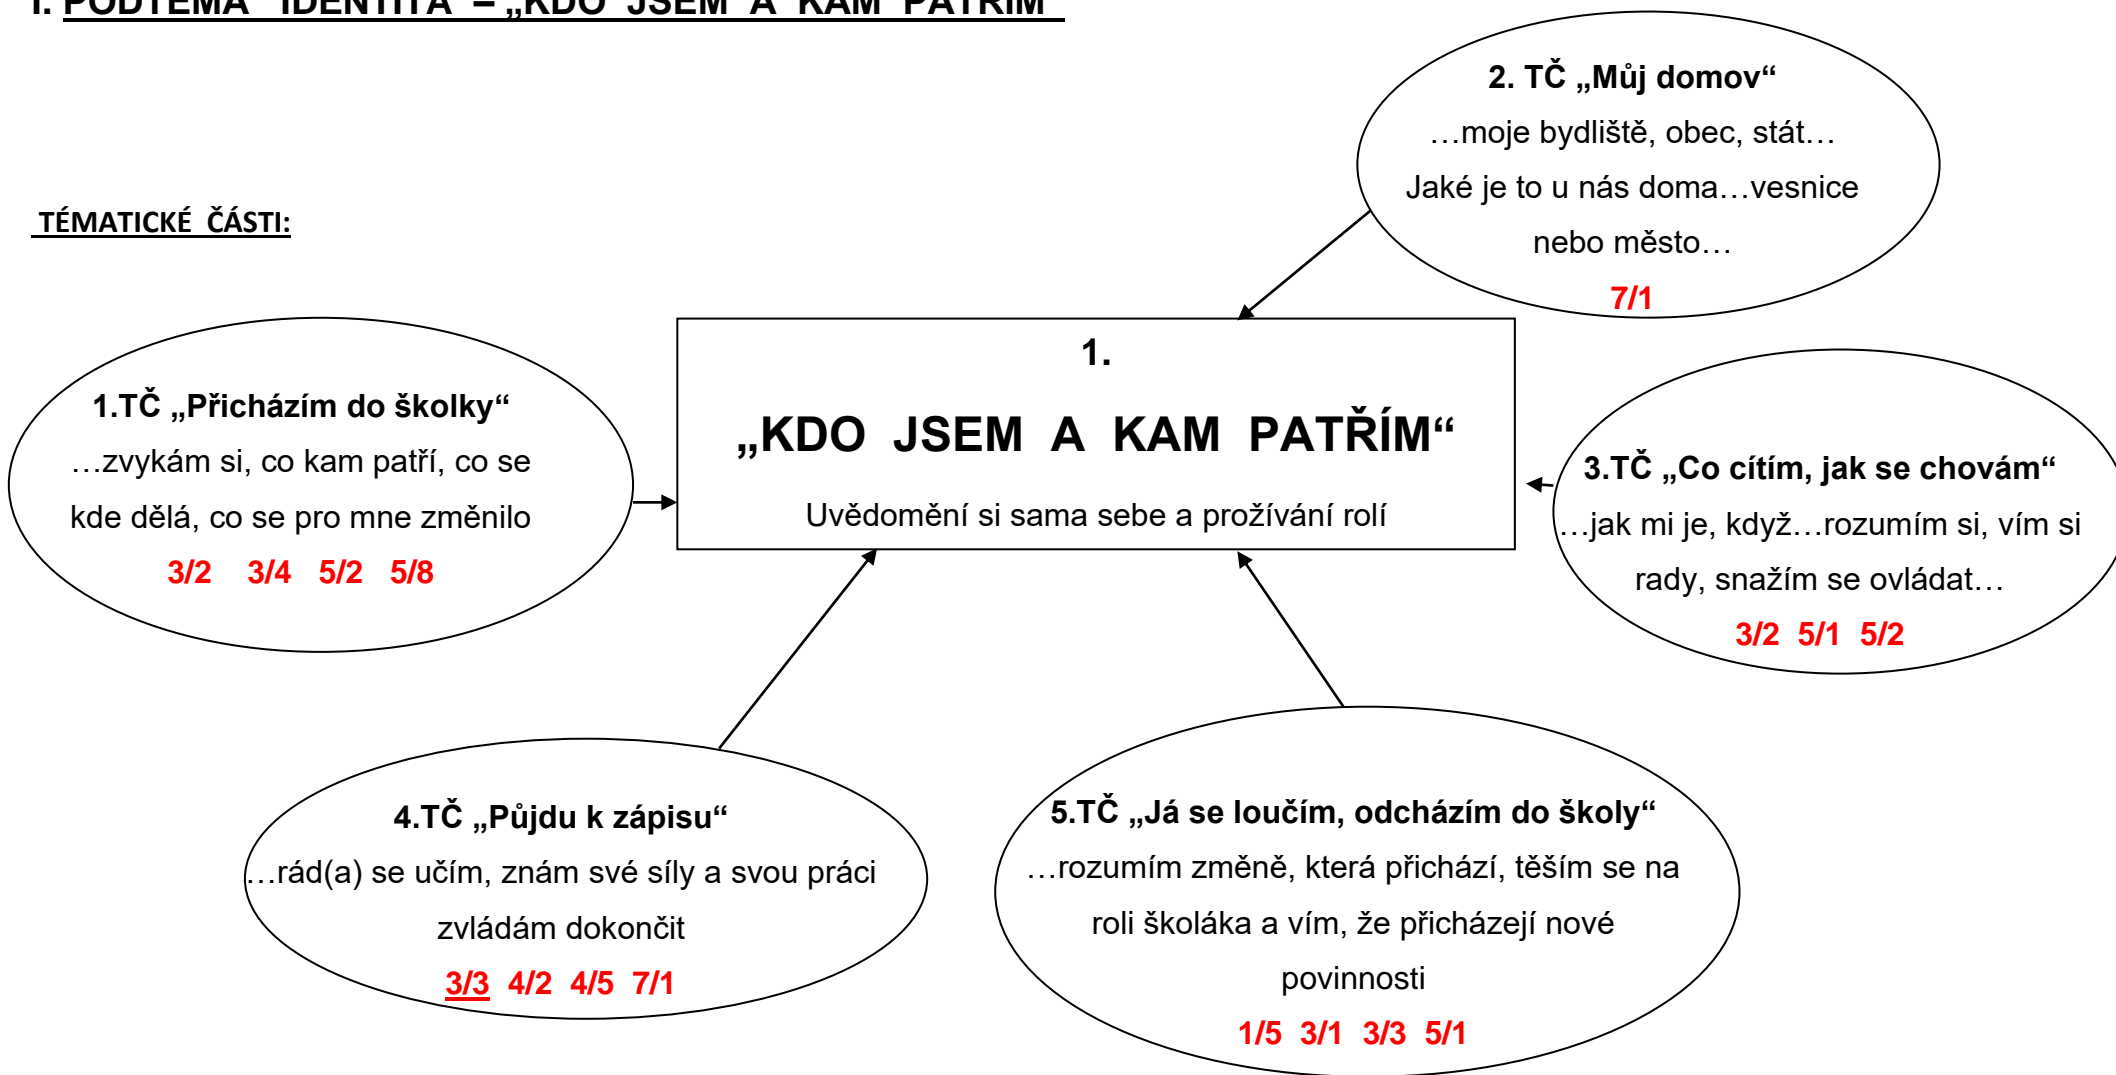 I. PODTÉMA IDENTITA – „KDO JSEM A KAM PATŘÍM“
TÉMATICKÉ ČÁSTI:
2. TČ „Můj domov“
…moje bydliště, obec, stát…
Jaké je to u nás doma…vesnice
nebo město…
7/1
1.
„KDO JSEM A KAM PATŘÍM“
Uvědomění si sama sebe a prožívání rolí
1.TČ „Přicházím do školky“
…zvykám si, co kam patří, co se
kde dělá, co se pro mne změnilo
3/2 3/4 5/2 5/8
3.TČ „Co cítím, jak se chovám“
…jak mi je, když…rozumím si, vím si
rady, snažím se ovládat…
3/2 5/1 5/2
4.TČ „Půjdu k zápisu“
…rád(a) se učím, znám své síly a svou práci
zvládám dokončit
3/3 4/2 4/5 7/1
5.TČ „Já se loučím, odcházím do školy“
…rozumím změně, která přichází, těším se na
roli školáka a vím, že přicházejí nové
povinnosti
1/5 3/1 3/3 5/1